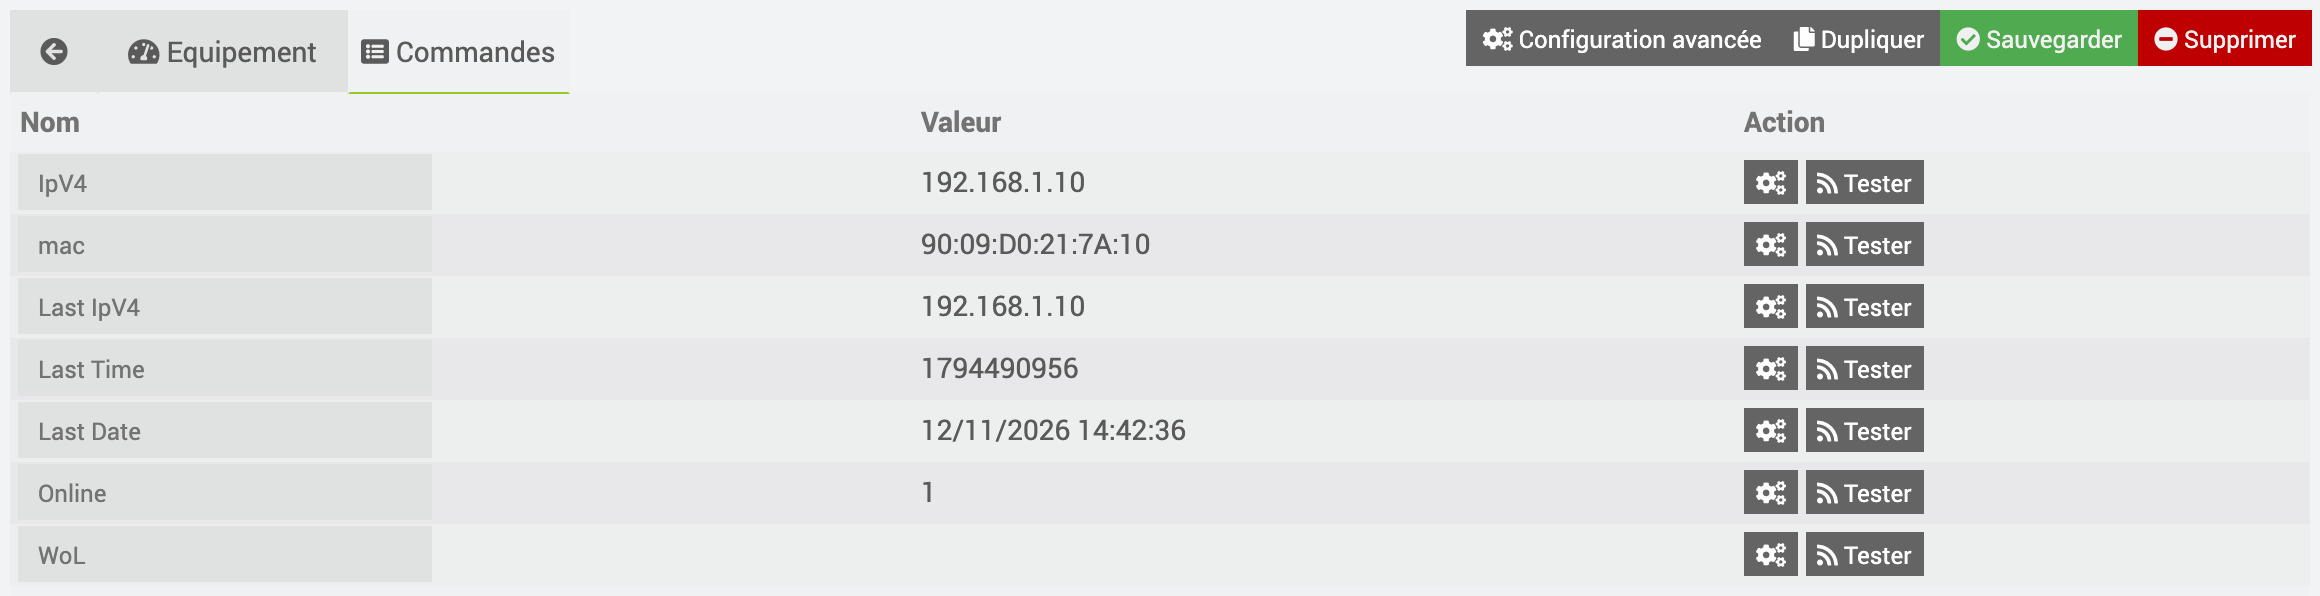 Equipement Commandes Configuration avancée Dupliquer Sauvegarder Supprimer
Nom Valeur Action
IpV4 192.168.1.10 Tester
mac 90:09:D0:21:7A:10 Tester
Last IpV4 192.168.1.10 Tester
Last Time 1794490956 Tester
Last Date 12/11/2026 14:42:36 Tester
Online 1 Tester
WoL Tester